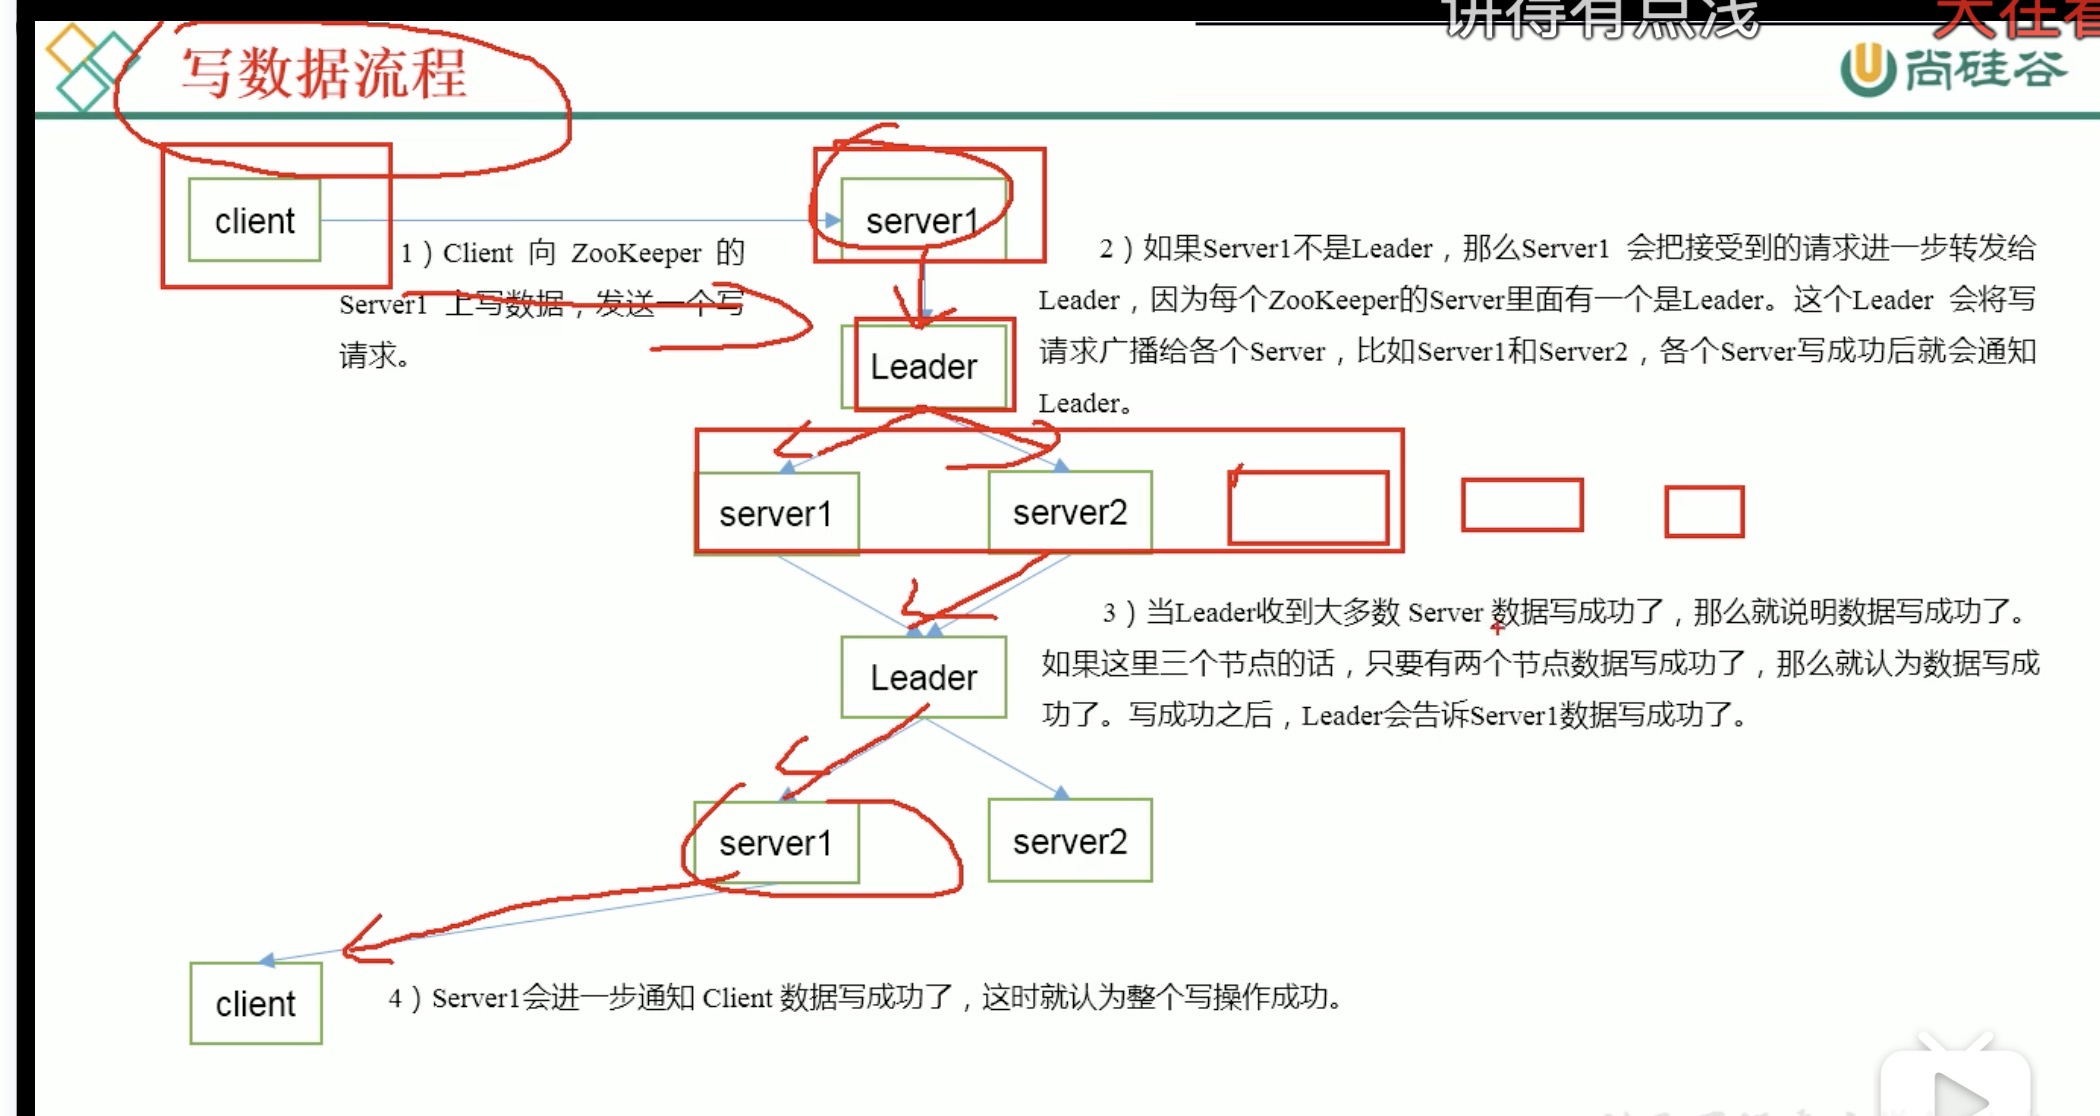 讲得有点浅
写数据流程
尚硅谷
client
server1
1）Client 向 ZooKeeper 的
Server1 上写数据，发送一个写
请求。
2）如果Server1不是Leader，那么Server1 会把接受到的请求进一步转发给
Leader，因为每个ZooKeeper的Server里面有一个是Leader。这个Leader 会将写
请求广播给各个Server，比如Server1和Server2，各个Server写成功后就会通知
Leader。
Leader
server1
server2
3）当Leader收到大多数 Server 数据写成功了，那么就说明数据写成功了。
如果这里三个节点的话，只要有两个节点数据写成功了，那么就认为数据写成
功了。写成功之后，Leader会告诉Server1数据写成功了。
Leader
server1
server2
client
4）Server1会进一步通知 Client 数据写成功了，这时就认为整个写操作成功。